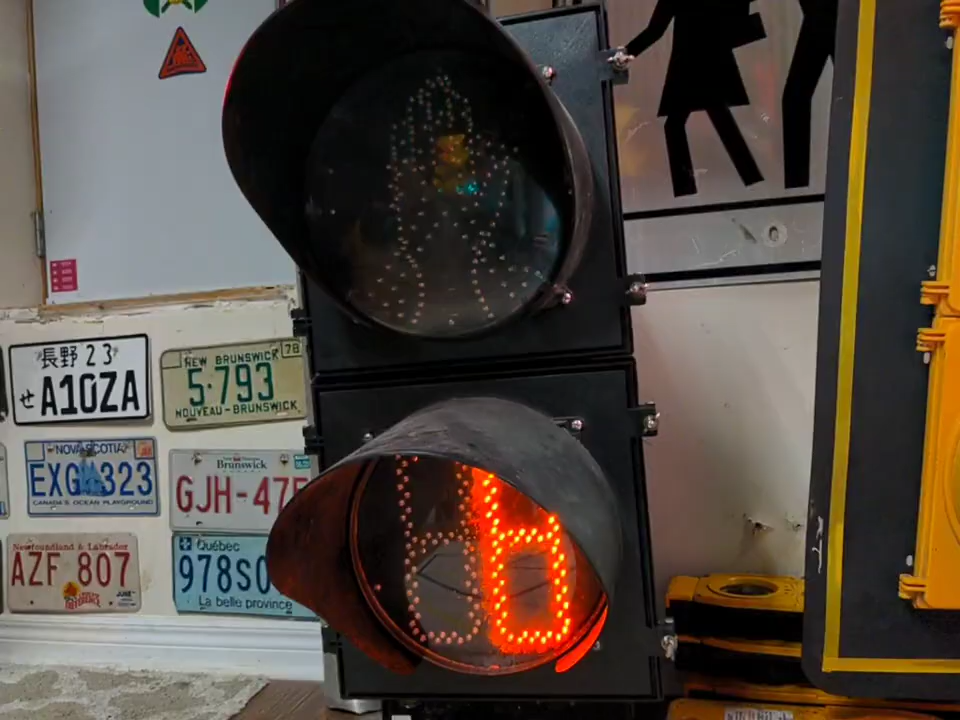 長野 23
せ A10ZA
NEW BRUNSWICK 78
5·793
NOUVEAU-BRUNSWICK
NOVA SCOTIA
EXG 323
CANADA'S OCEAN PLAYGROUND
Brunswick
GJH-47
Newfoundland & Labrador
AZF 807
Québec
978S0
La belle province
6